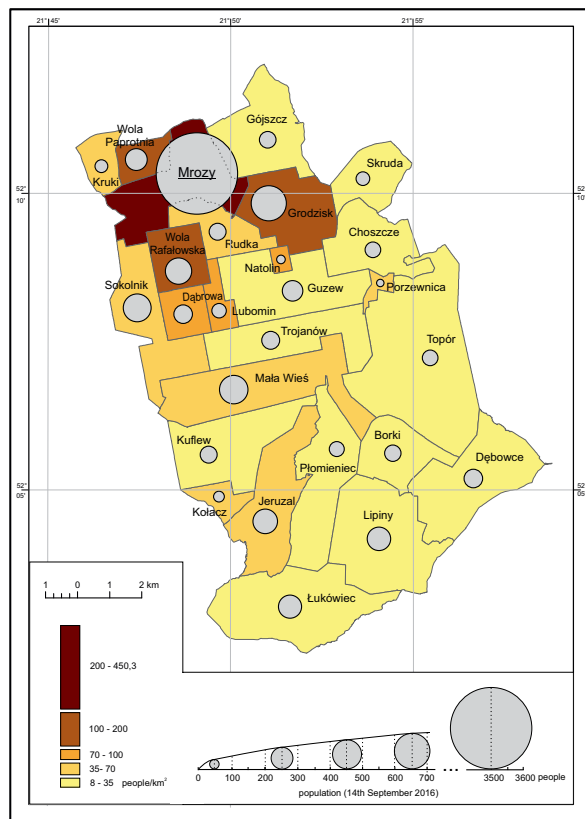 21° 45'
21° 50'
21° 55'
Gójszcz
Wola
Paprotnia
Skruda
Kruki
Mrozy
52°
10'
52°
10'
Grodzisk
Choszcze
Rudka
Wola
Rafałowska
Natolin
Guzew
Porzewnica
Sokolnik
Dąbrowa
Lubomin
Trojanów
Topór
Mała Wieś
Kuflew
Borki
Płomieniec
Dębowce
52°
05'
52°
05'
Kołacz
Jeruzal
Lipiny
Łukówiec
1 0 1 2 km
200 - 450,3
100 - 200
70 - 100
35- 70
8 - 35 people/km²
0 100 200 300 400 500 600 700 ••• 3500 3600 people
population (14th September 2016)